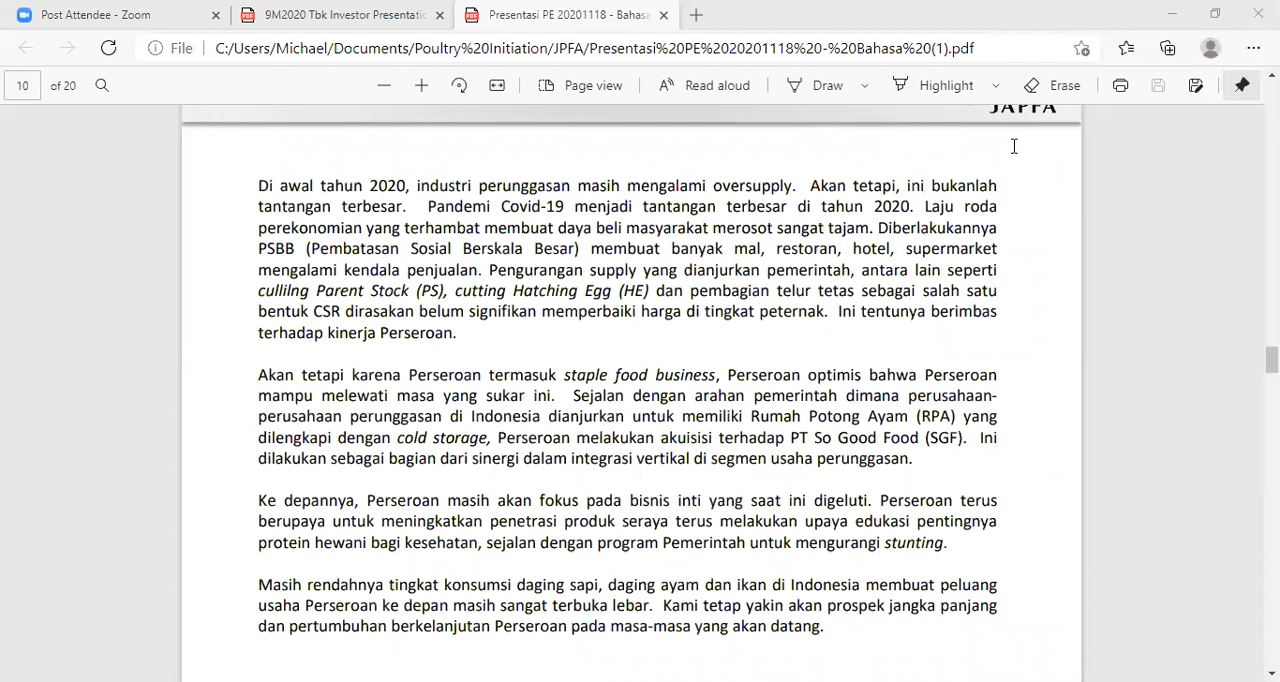 Post Attendee - Zoom
9M2020 Tbk Investor Presentatic
Presentasi PE 20201118 - Bahasa
File
C:/Users/Michael/Documents/Poultry%20Initiation/JPFA/Presentasi%20PE%2020201118%20-%20Bahasa%20(1).pdf
10 of 20
Page view
Read aloud
Draw
Highlight
Erase
JAPFA
Di awal tahun 2020, industri perunggasan masih mengalami oversupply. Akan tetapi, ini bukanlah
tantangan terbesar. Pandemi Covid-19 menjadi tantangan terbesar di tahun 2020. Laju roda
perekonomian yang terhambat membuat daya beli masyarakat merosot sangat tajam. Diberlakukannya
PSBB (Pembatasan Sosial Berskala Besar) membuat banyak mal, restoran, hotel, supermarket
mengalami kendala penjualan. Pengurangan supply yang dianjurkan pemerintah, antara lain seperti
cullilng Parent Stock (PS), cutting Hatching Egg (HE) dan pembagian telur tetas sebagai salah satu
bentuk CSR dirasakan belum signifikan memperbaiki harga di tingkat peternak. Ini tentunya berimbas
terhadap kinerja Perseroan.
Akan tetapi karena Perseroan termasuk staple food business, Perseroan optimis bahwa Perseroan
mampu melewati masa yang sukar ini. Sejalan dengan arahan pemerintah dimana perusahaan-
perusahaan perunggasan di Indonesia dianjurkan untuk memiliki Rumah Potong Ayam (RPA) yang
dilengkapi dengan cold storage, Perseroan melakukan akuisisi terhadap PT So Good Food (SGF). Ini
dilakukan sebagai bagian dari sinergi dalam integrasi vertikal di segmen usaha perunggasan.
Ke depannya, Perseroan masih akan fokus pada bisnis inti yang saat ini digeluti. Perseroan terus
berupaya untuk meningkatkan penetrasi produk seraya terus melakukan upaya edukasi pentingnya
protein hewani bagi kesehatan, sejalan dengan program Pemerintah untuk mengurangi stunting.
Masih rendahnya tingkat konsumsi daging sapi, daging ayam dan ikan di Indonesia membuat peluang
usaha Perseroan ke depan masih sangat terbuka lebar. Kami tetap yakin akan prospek jangka panjang
dan pertumbuhan berkelanjutan Perseroan pada masa-masa yang akan datang.